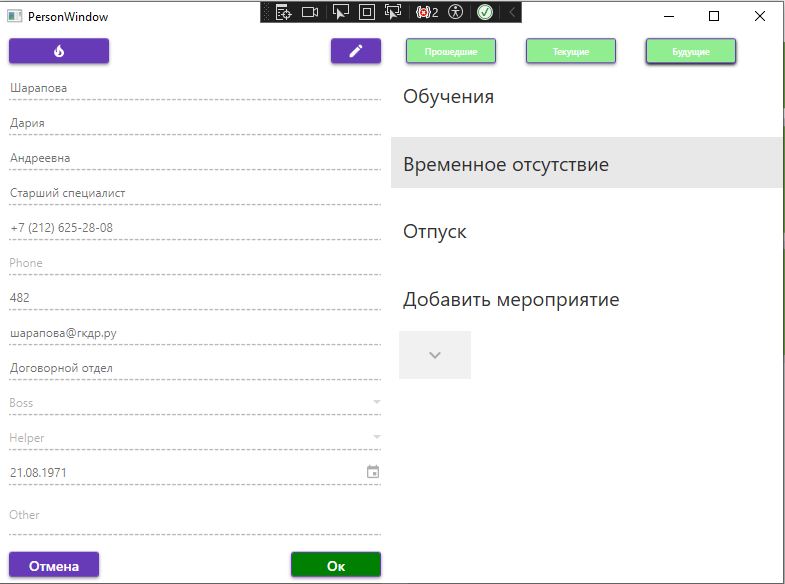 PersonWindow
2
Прошедшие
Текущие
Будущие
Шарапова
Дария
Андреевна
Старший специалист
+7 (212) 625-28-08
Phone
482
шарапова@гкдр.ру
Договорной отдел
Boss
Helper
21.08.1971
Other
Отмена
Ок
Обучения
Временное отсутствие
Отпуск
Добавить мероприятие